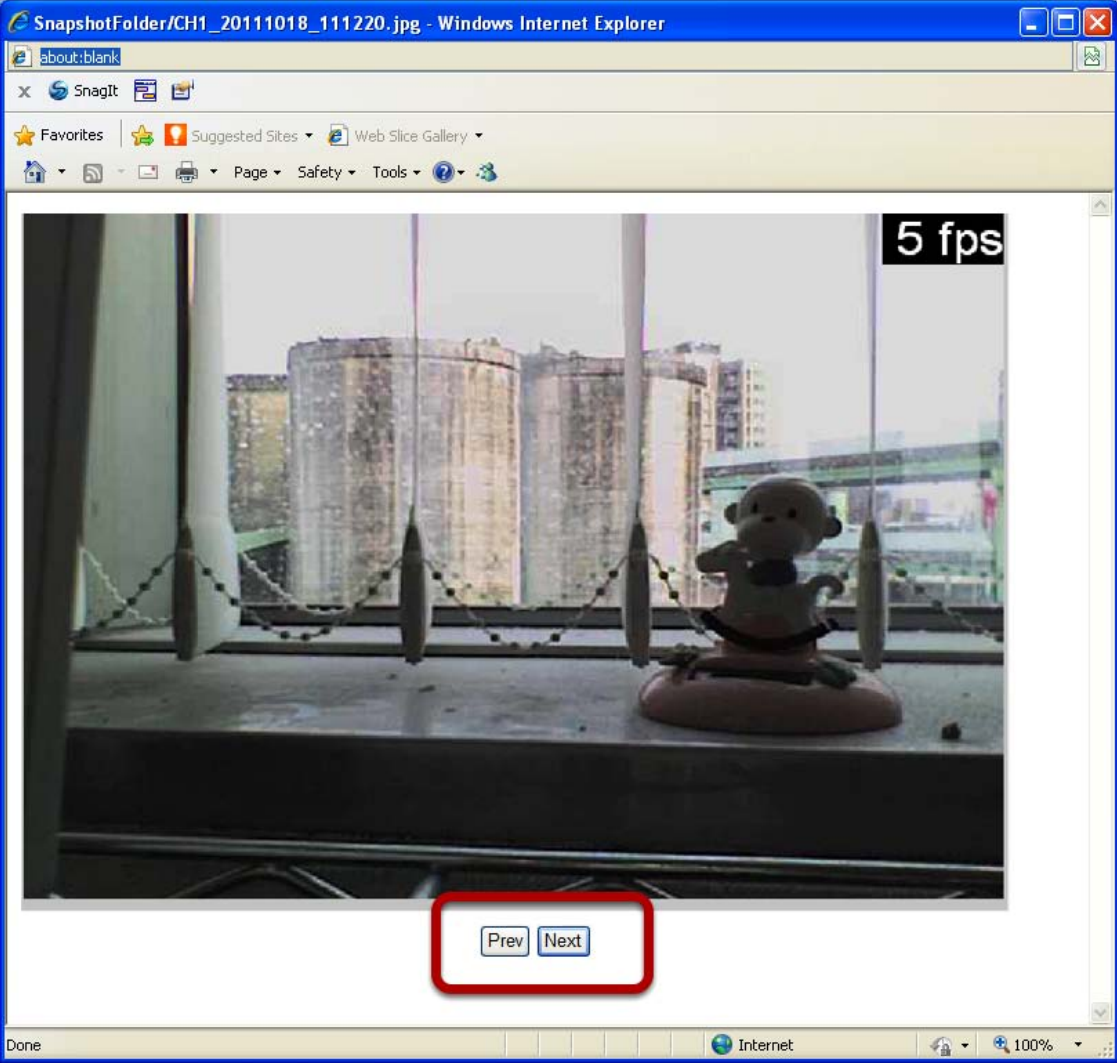 SnapshotFolder/CH1_20111018_111220.jpg - Windows Internet Explorer
about:blank
x SnagIt
Favorites Suggested Sites Web Slice Gallery
Page Safety Tools
5 fps
Prev Next
Done Internet 100%